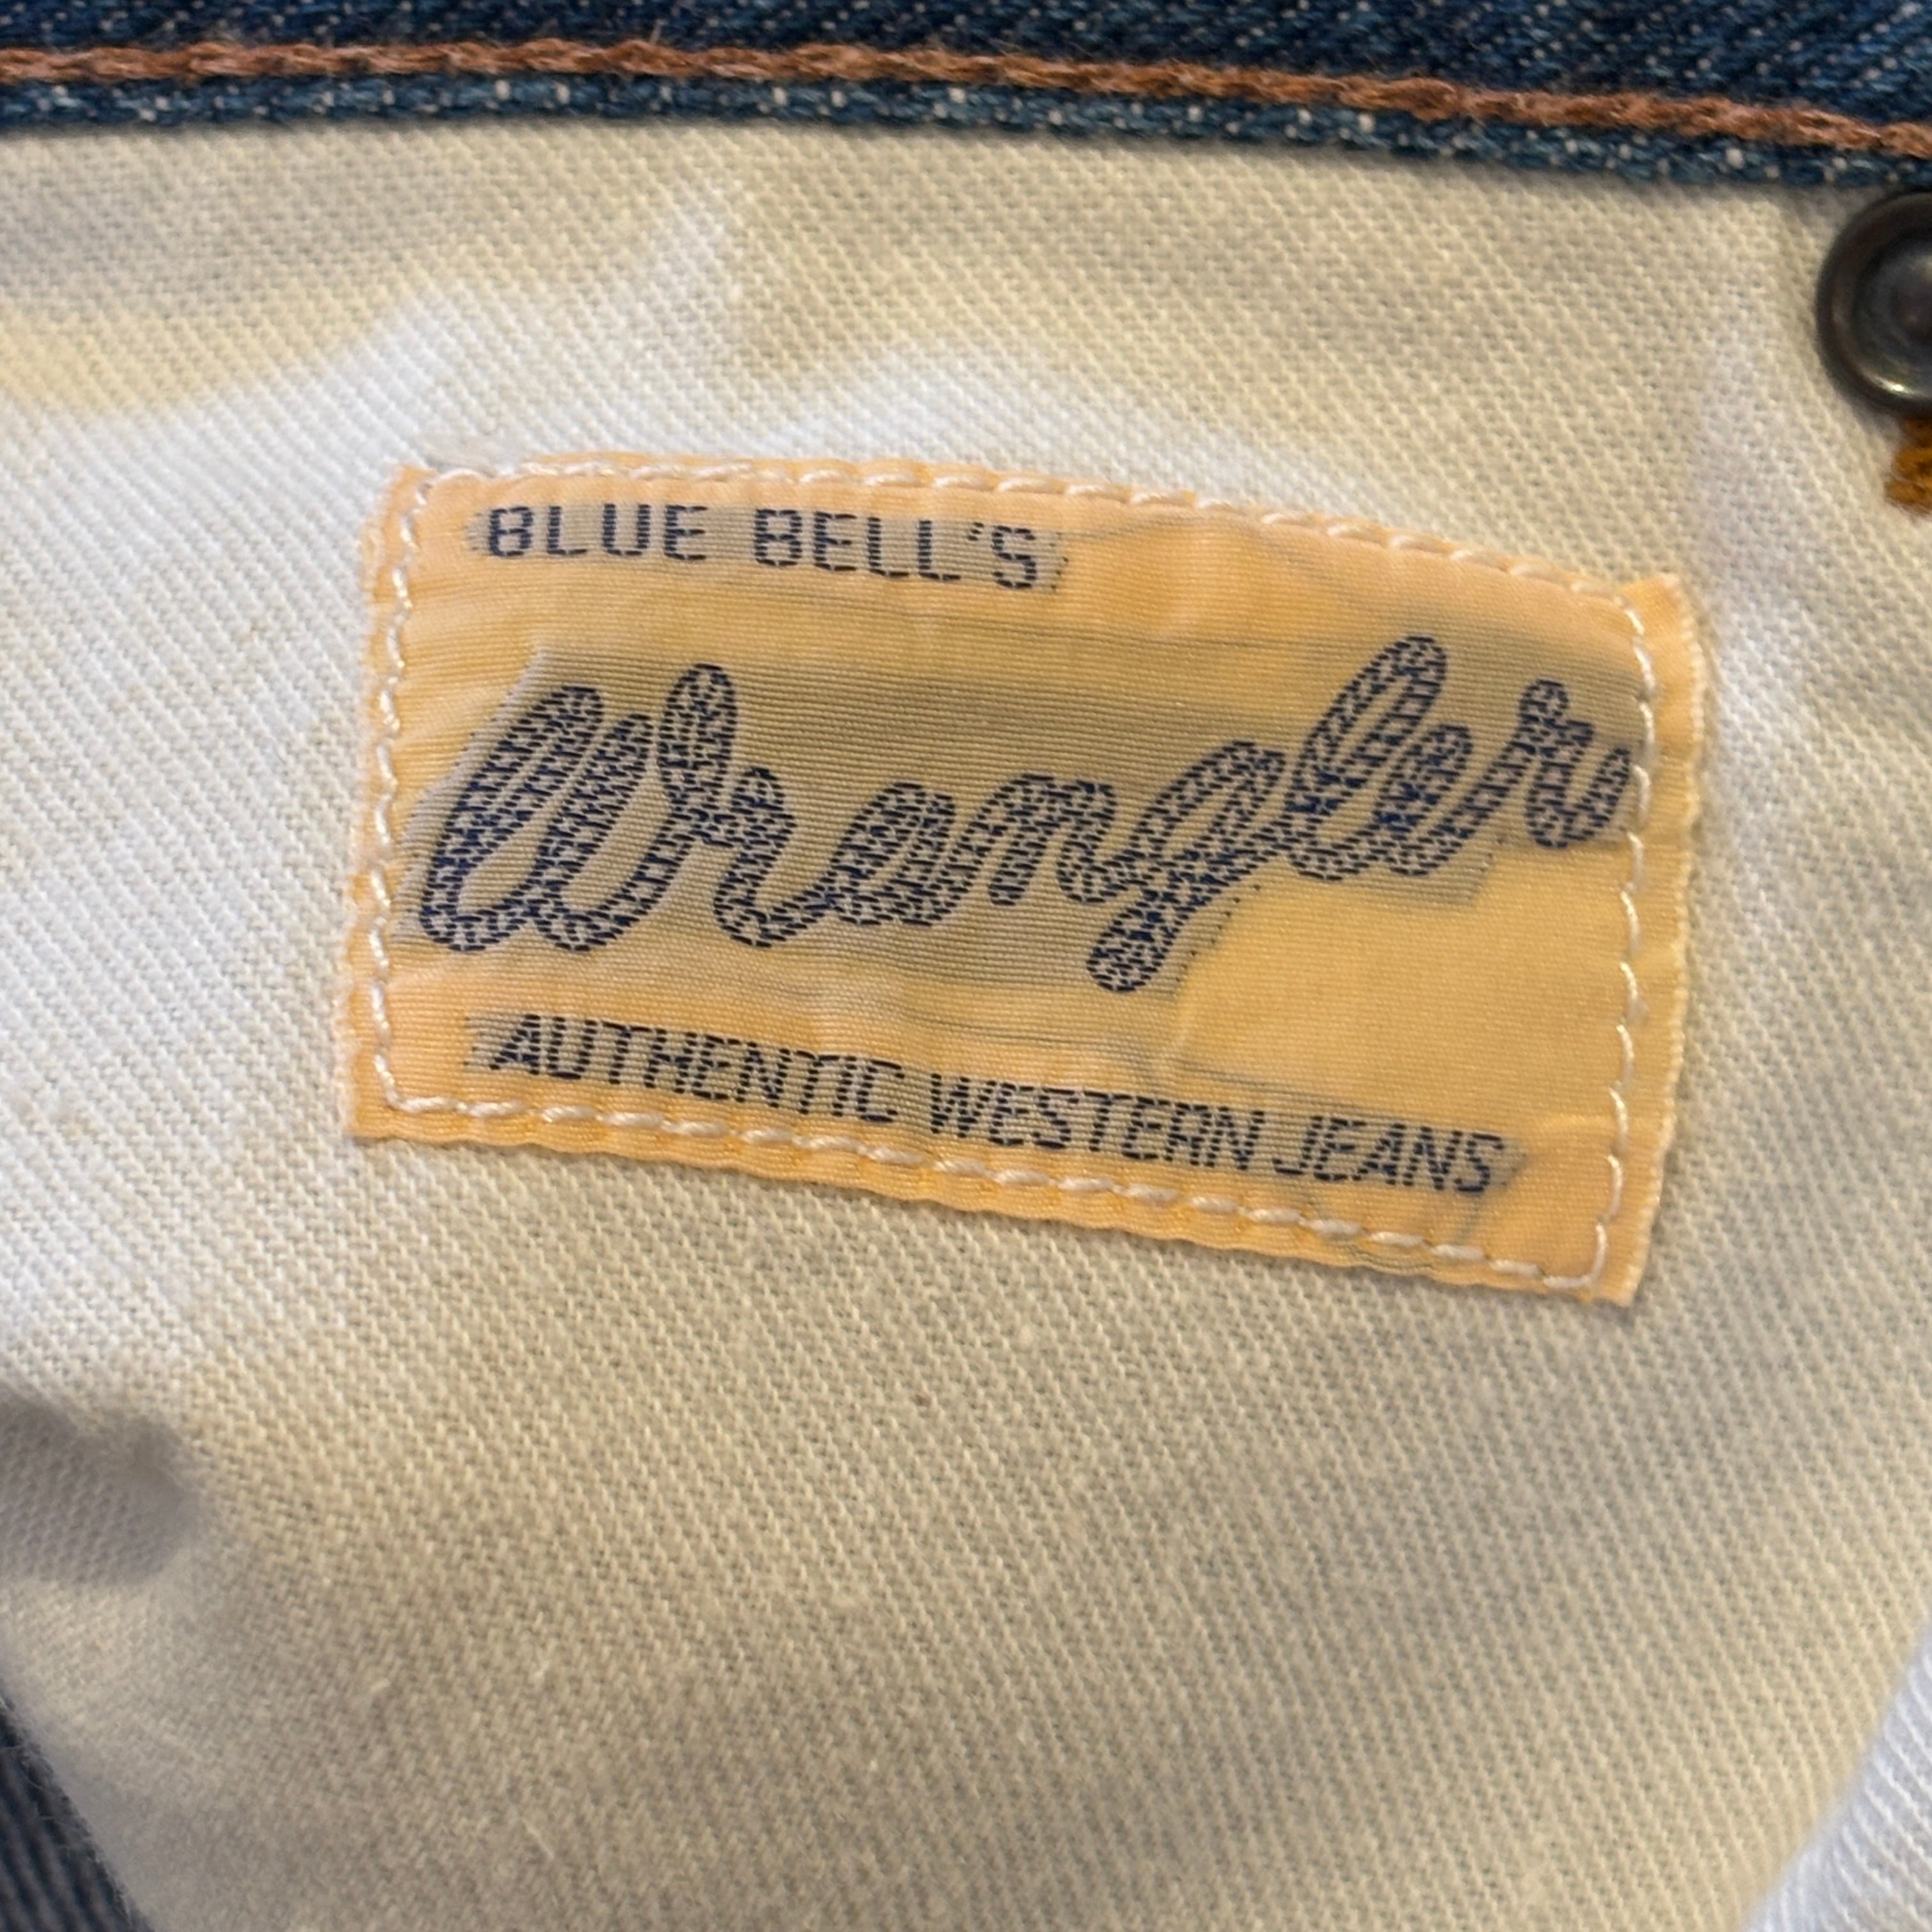 BLUE BELL'S
Wrangler
AUTHENTIC WESTERN JEANS